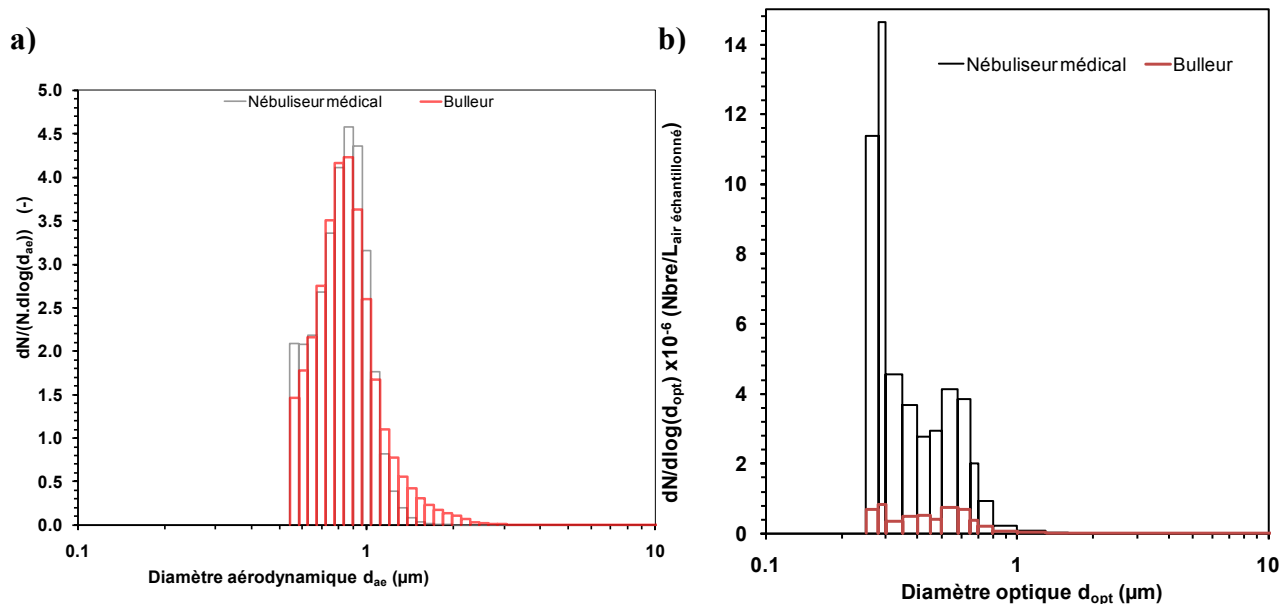 a)
Nébuliseur médical
Bulleur
dN/(N.dlog(dae)) (-)
5.0
4.5
4.0
3.5
3.0
2.5
2.0
1.5
1.0
0.5
0.0
0.1
1
10
Diamètre aérodynamique dae (µm)
b)
Nébuliseur médical
Bulleur
dN/dlog(dopt) x10-6 (Nbre/Lair échantillonné)
14
12
10
8
6
4
2
0
0.1
1
10
Diamètre optique dopt (µm)